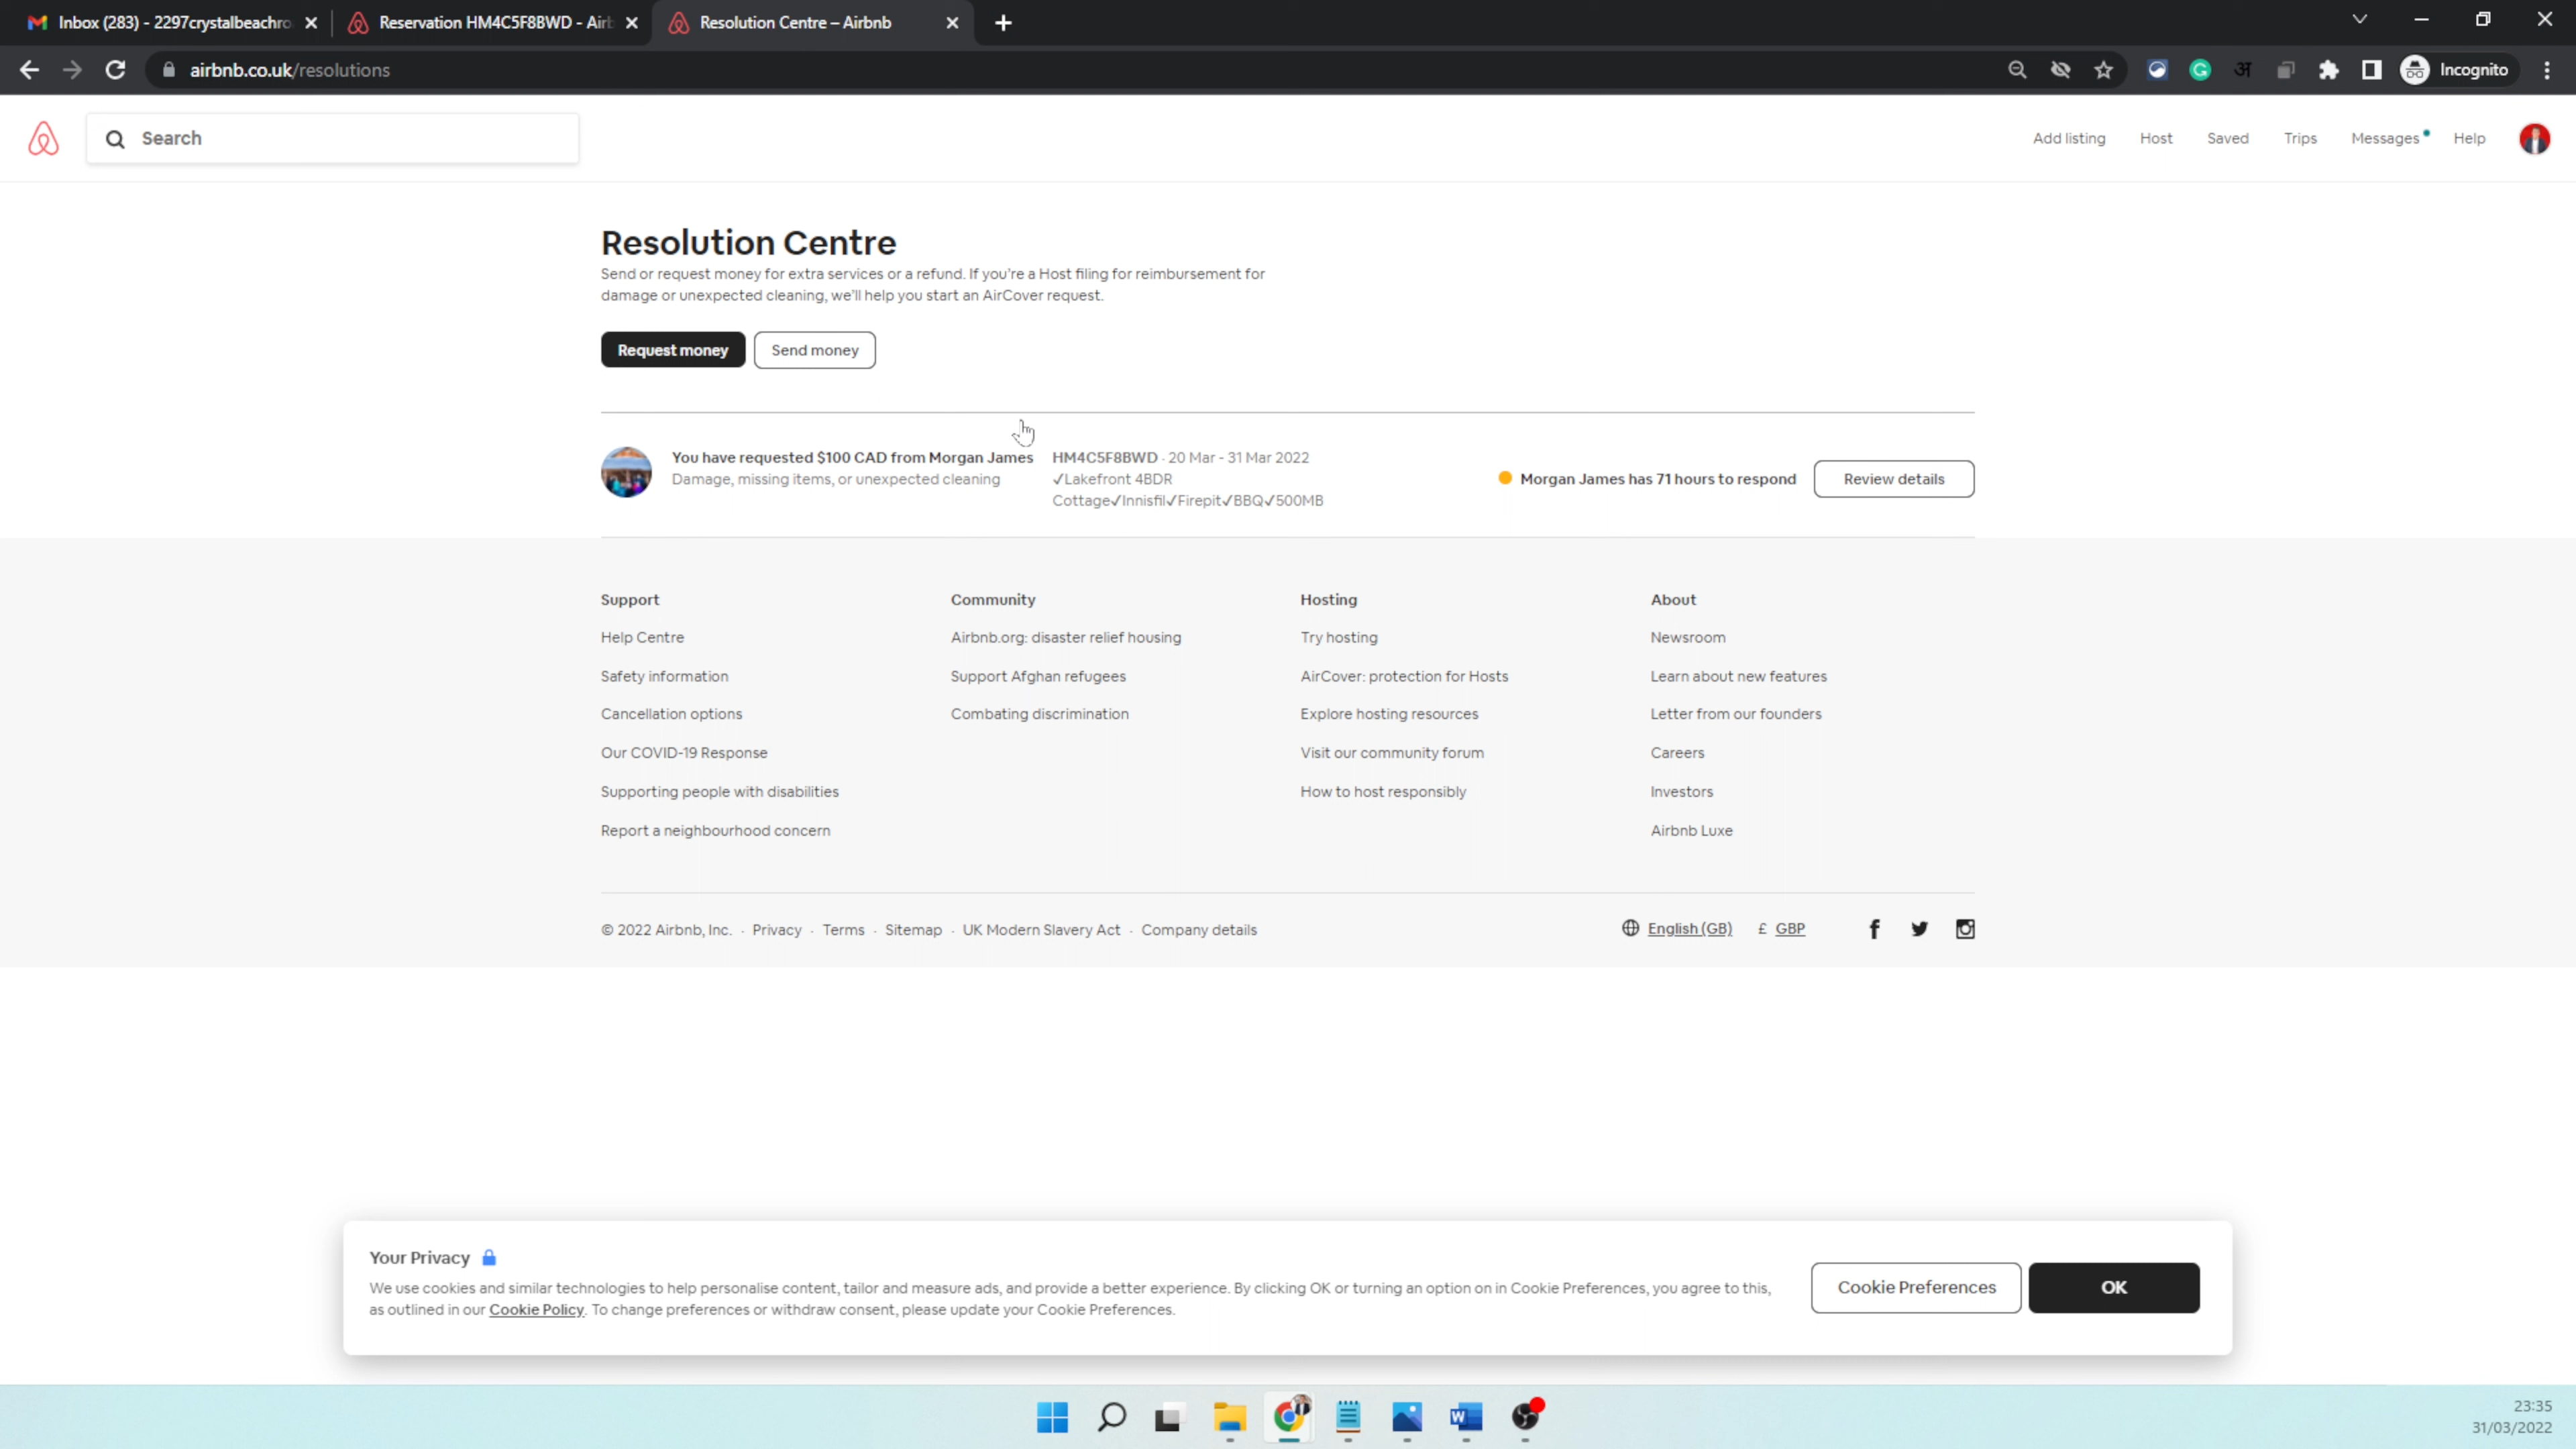 Inbox (283) - 2297crystalbeachro
Reservation HM4C5F8BWD - Airb
Resolution Centre – Airbnb
airbnb.co.uk/resolutions
Incognito
Search
Add listing
Host
Saved
Trips
Messages
Help
Resolution Centre
Send or request money for extra services or a refund. If you're a Host filing for reimbursement for
damage or unexpected cleaning, we'll help you start an AirCover request.
Request money
Send money
You have requested $100 CAD from Morgan James
Damage, missing items, or unexpected cleaning
HM4C5F8BWD · 20 Mar - 31 Mar 2022
✓Lakefront 4BDR
Cottage✓Innisfil✓Firepit✓BBQ✓500MB
Morgan James has 71 hours to respond
Review details
Support
Help Centre
Safety information
Cancellation options
Our COVID-19 Response
Supporting people with disabilities
Report a neighbourhood concern
Community
Airbnb.org: disaster relief housing
Support Afghan refugees
Combating discrimination
Hosting
Try hosting
AirCover: protection for Hosts
Explore hosting resources
Visit our community forum
How to host responsibly
About
Newsroom
Learn about new features
Letter from our founders
Careers
Investors
Airbnb Luxe
© 2022 Airbnb, Inc. · Privacy · Terms · Sitemap · UK Modern Slavery Act · Company details
English (GB)
£ GBP
Your Privacy
We use cookies and similar technologies to help personalise content, tailor and measure ads, and provide a better experience. By clicking OK or turning an option on in Cookie Preferences, you agree to this,
as outlined in our Cookie Policy. To change preferences or withdraw consent, please update your Cookie Preferences.
Cookie Preferences
OK
23:35
31/03/2022